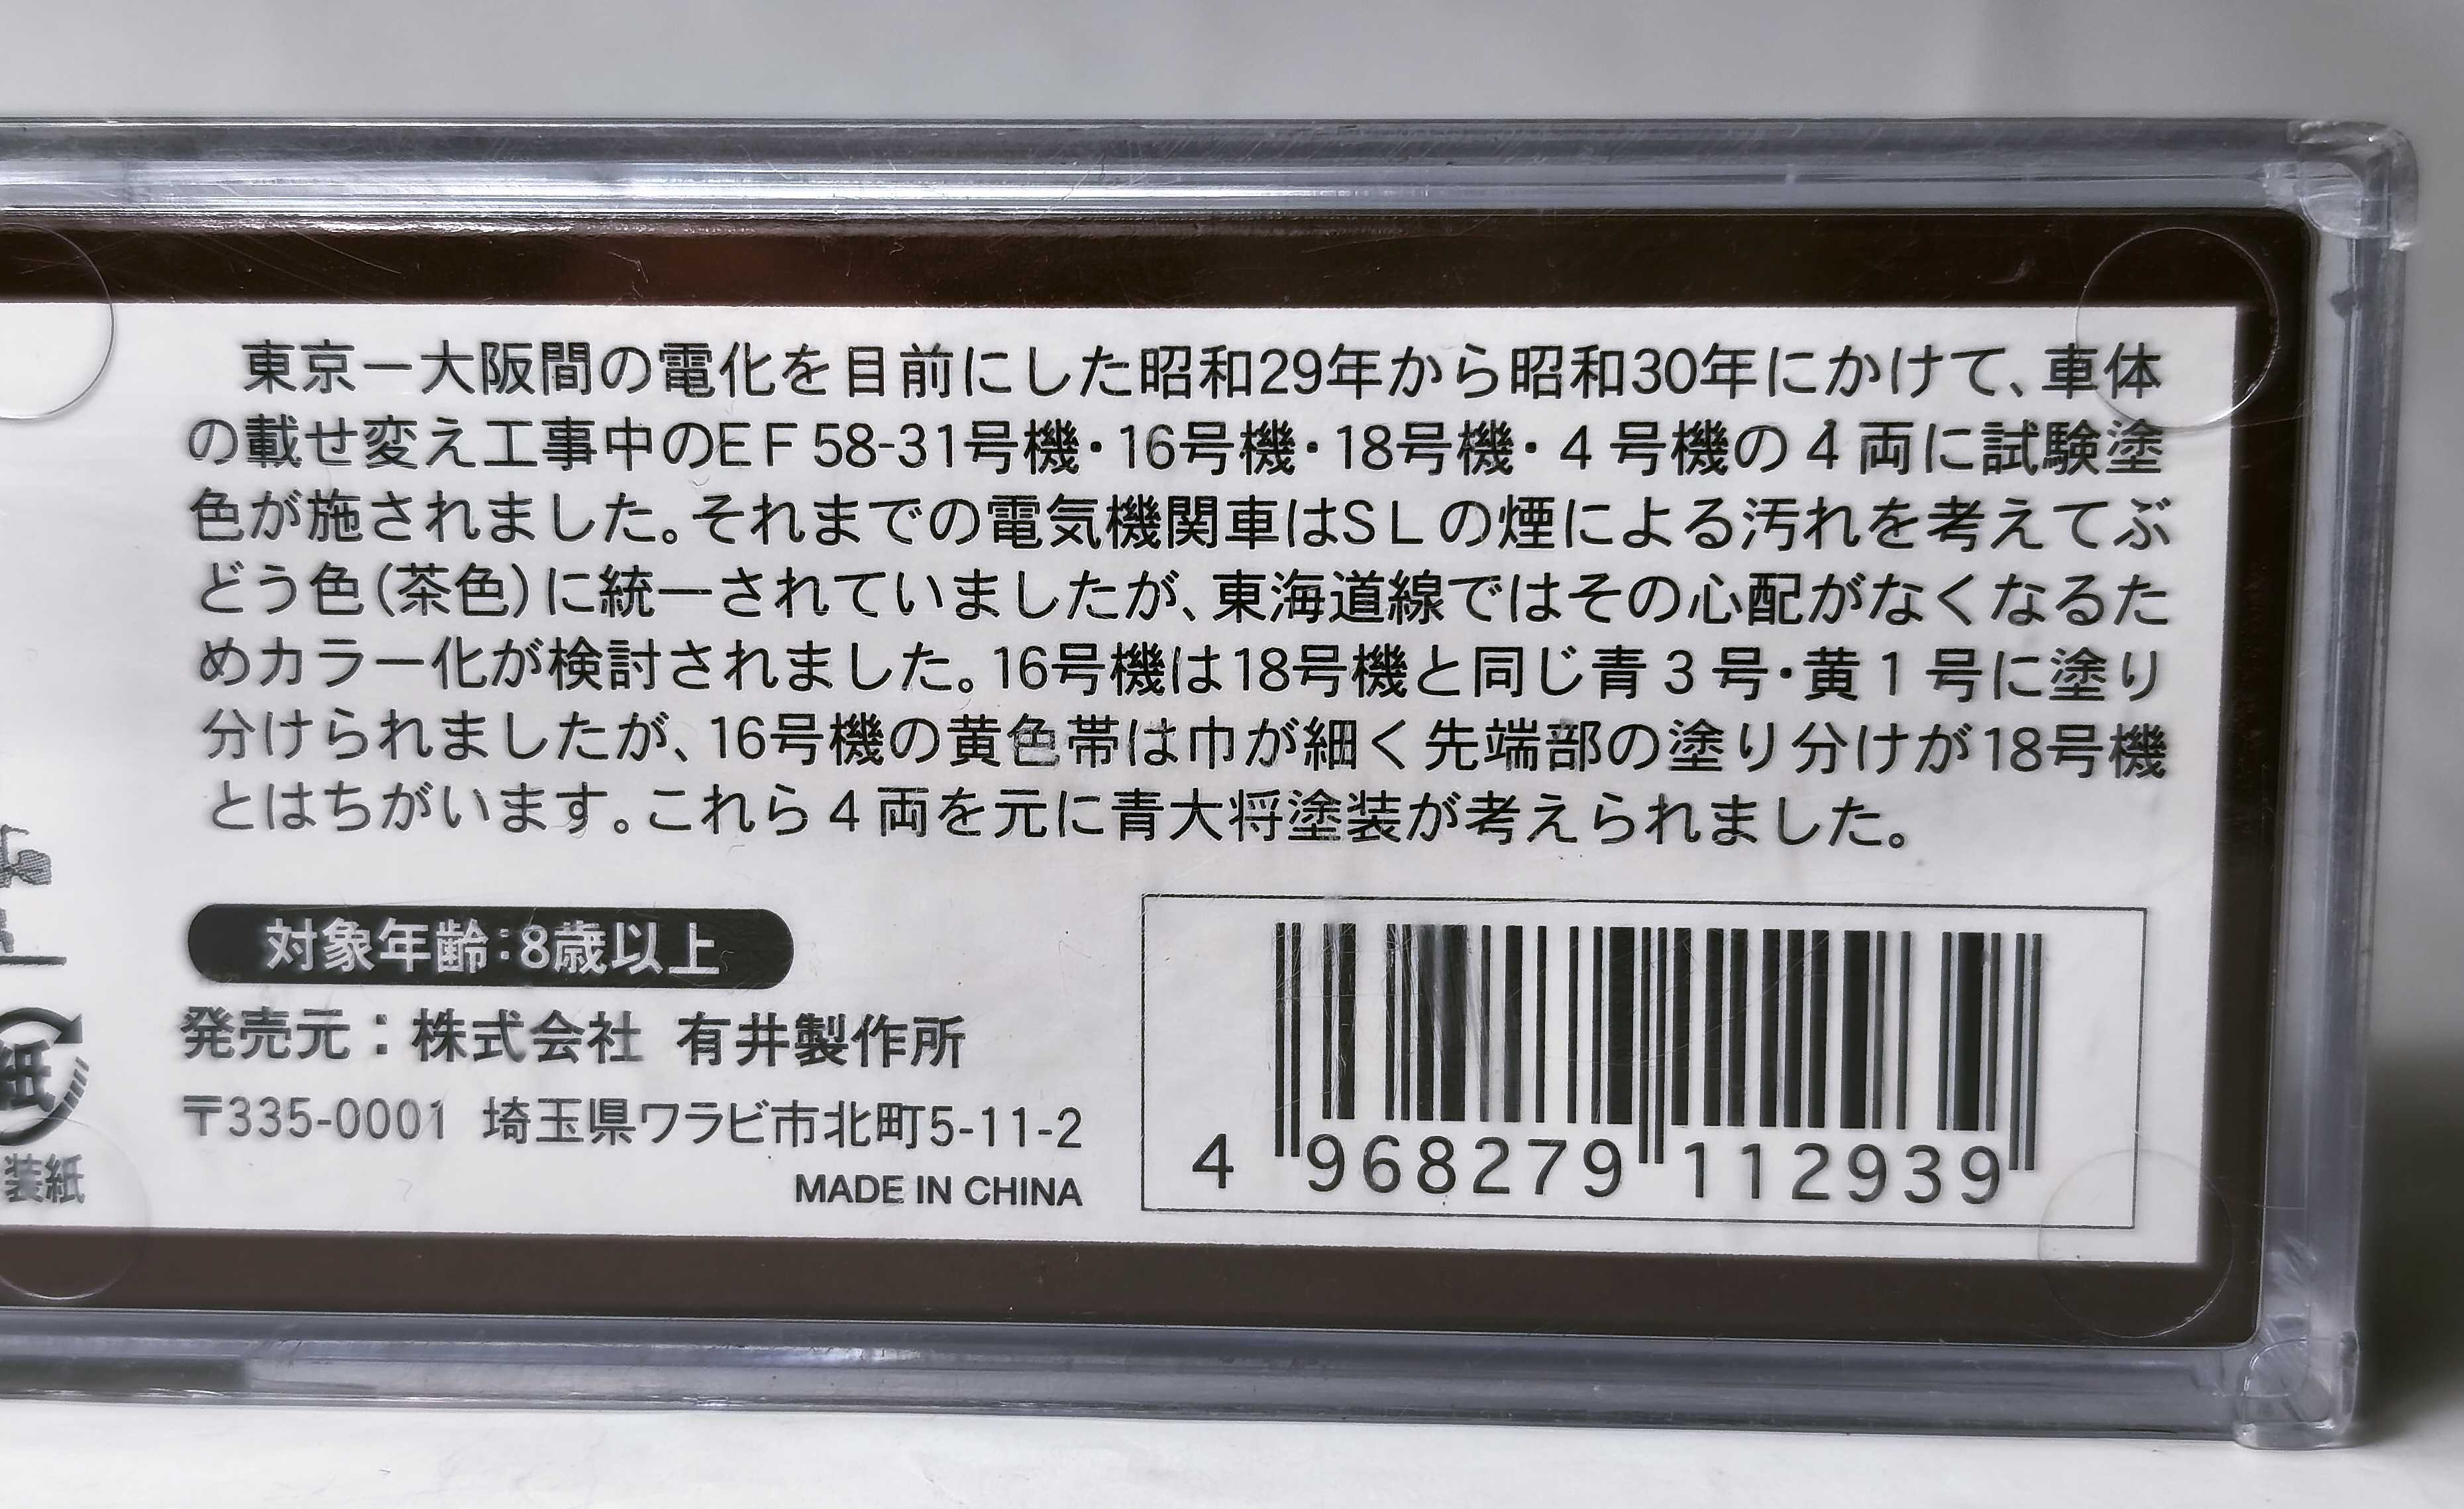 東京ー大阪間の電化を目前にした昭和29年から昭和30年にかけて、車体
の載せ変え工事中のEF58-31号機・16号機・18号機・4号機の4両に試験塗
色が施されました。それまでの電気機関車はSLの煙による汚れを考えてぶ
どう色(茶色)に統一されていましたが、東海道線ではその心配がなくなるた
めカラー化が検討されました。16号機は18号機と同じ青3号・黄1号に塗り
分けられましたが、16号機の黄色帯は巾が細く先端部の塗り分けが18号機
とはちがいます。これら4両を元に青大将塗装が考えられました。
対象年齢:8歳以上
発売元:株式会社 有井製作所
〒335-0001 埼玉県ワラビ市北町5-11-2
MADE IN CHINA
4 968279 112939
紙
装紙